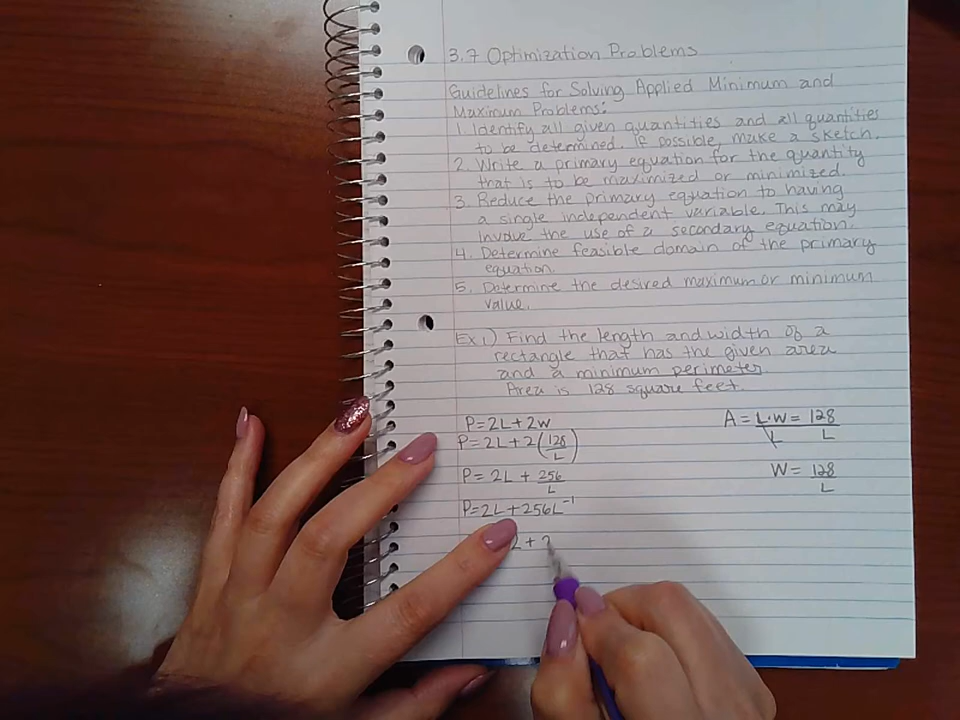 3.7 Optimization Problems
Guidelines for Solving Applied Minimum and
Maximum Problems:
1. Identify all given quantities and all quantities
to be determined. If possible, make a sketch.
2. Write a primary equation for the quantity
that is to be maximized or minimized.
3. Reduce the primary equation to having
a single independent variable. This may
involve the use of a secondary equation.
4. Determine feasible domain of the primary
equation.
5. Determine the desired maximum or minimum
value.
Ex 1) Find the length and width of a
rectangle that has the given area
and a minimum perimeter
Area is 128 square feet.
P=2L+2W
P=2L+2(128/L)
P=2L+256/L
P=2L+256L⁻¹
2+2
A=L·W/L=128/L
W=128/L